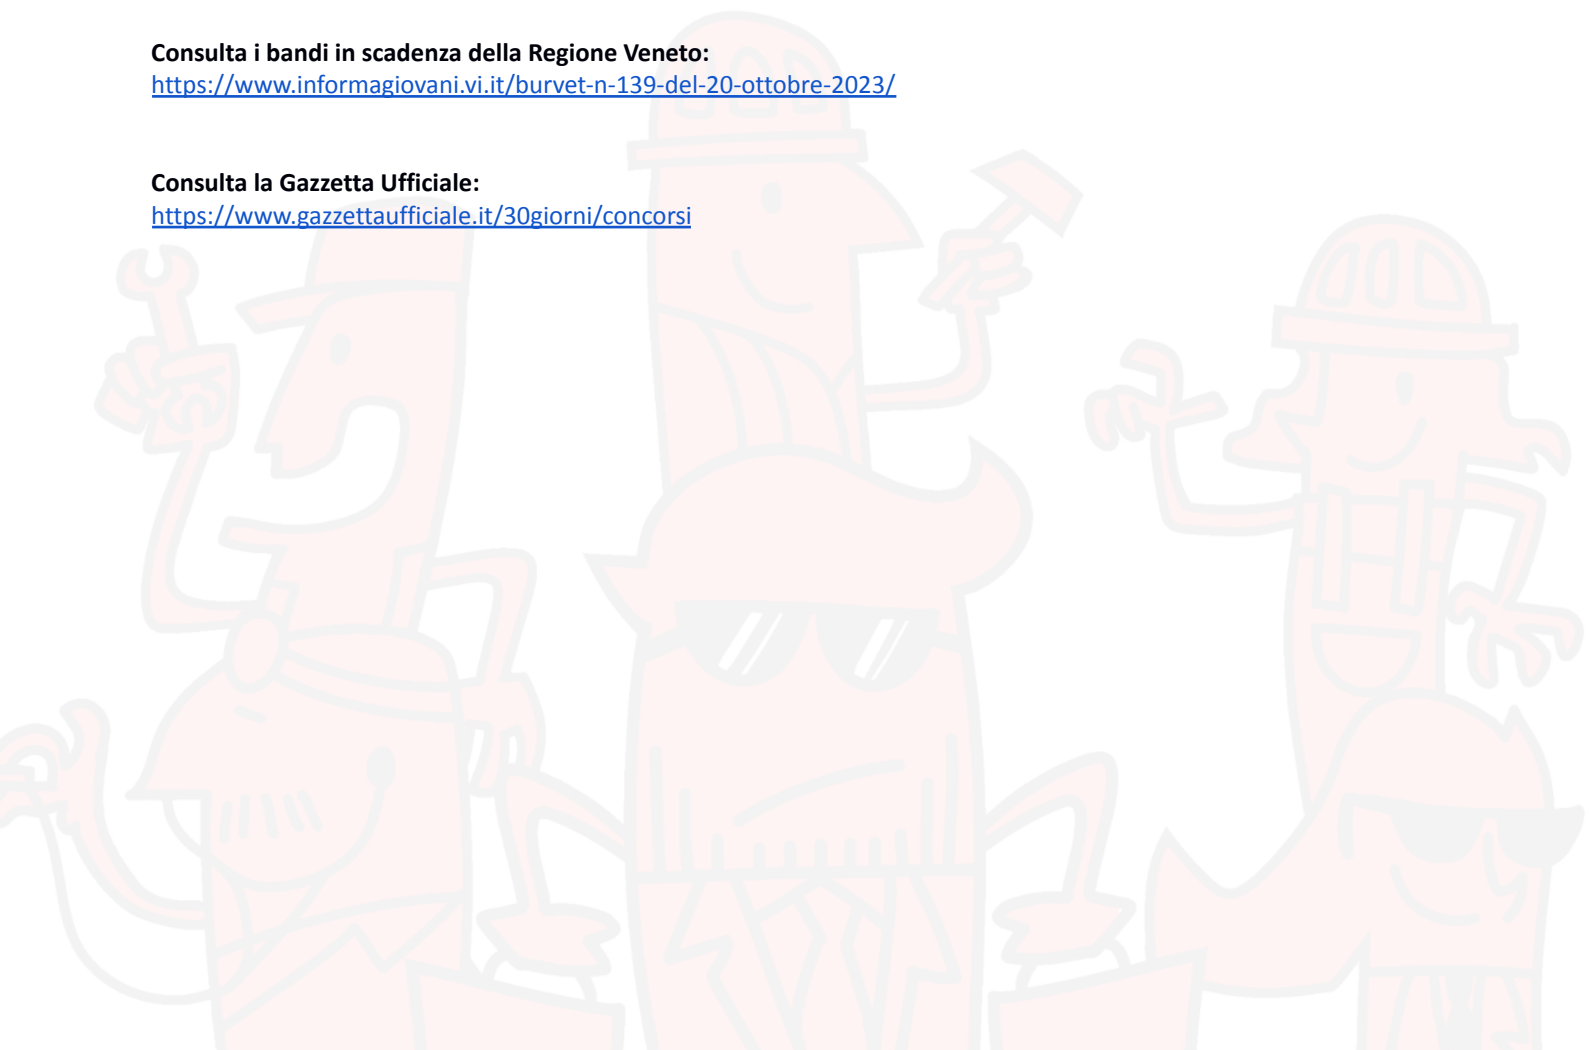 Consulta i bandi in scadenza della Regione Veneto:
https://www.informagiovani.vi.it/burvet-n-139-del-20-ottobre-2023/
Consulta la Gazzetta Ufficiale:
https://www.gazzettaufficiale.it/30giorni/concorsi